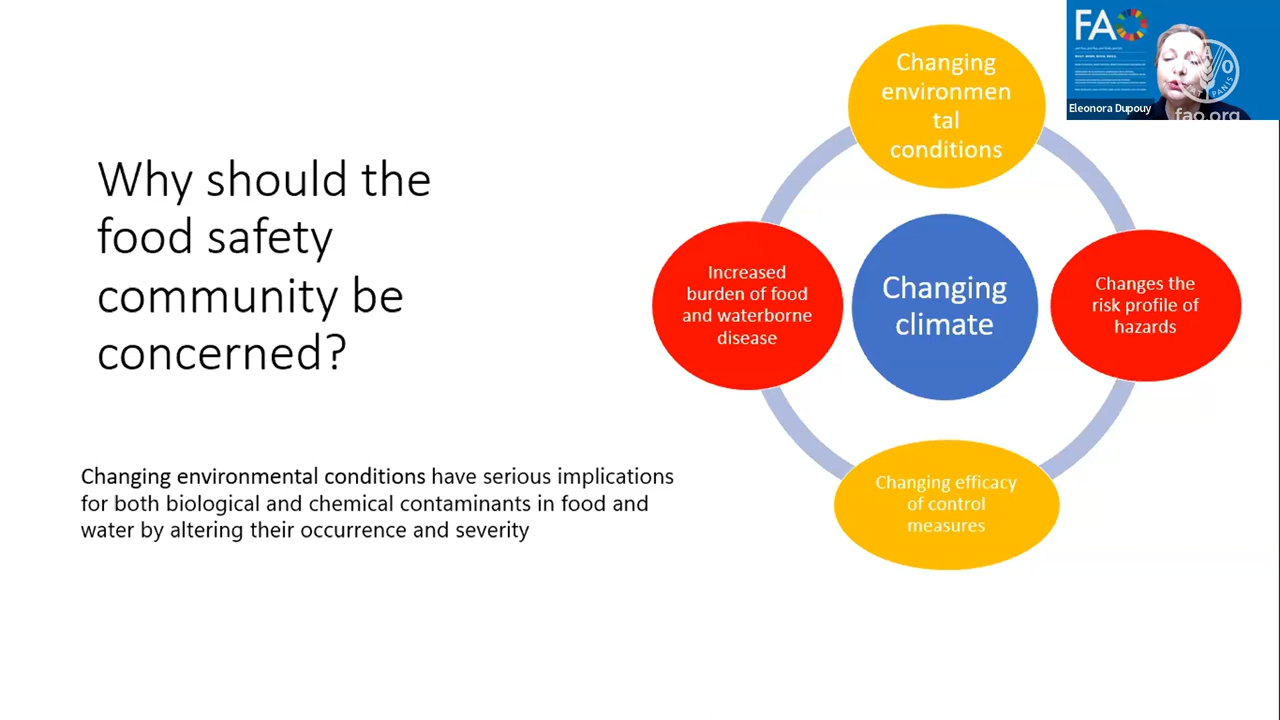 Why should the
food safety
community be
concerned?
Changing environmental conditions have serious implications
for both biological and chemical contaminants in food and
water by altering their occurrence and severity
Changing
environmen
tal
conditions
Increased
burden of food
and waterborne
disease
Changing
climate
Changes the
risk profile of
hazards
Changing efficacy
of control
measures
FAO
Eleonora Dupouy
fao.org